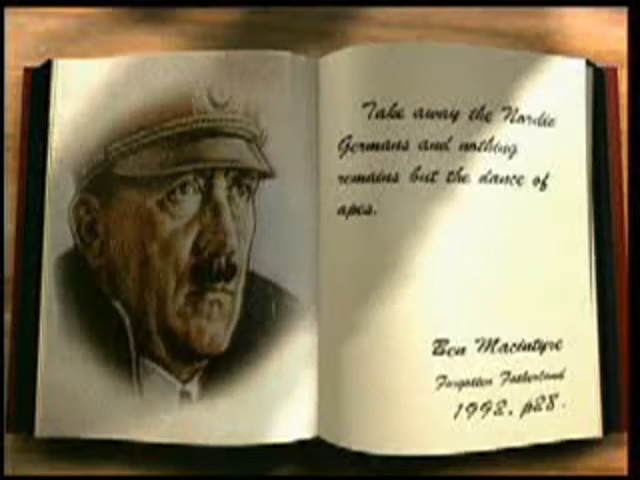 Take away the Nordic
Germans and nothing
remains but the dance of
apes.
Ben Macintyre
Forgotten Fatherland
1992, p28.